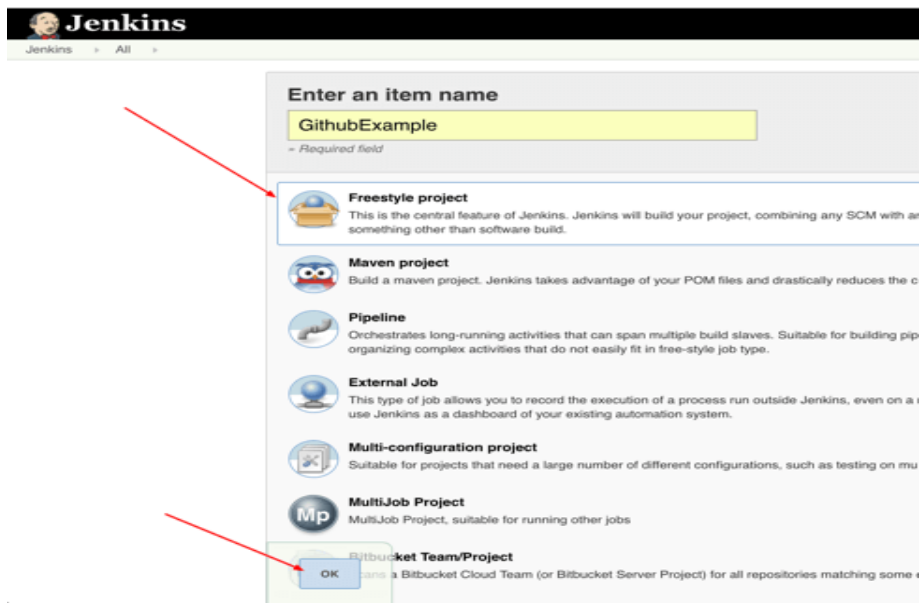 Jenkins
Jenkins All
Enter an item name
GithubExample
» Required field
Freestyle project
This is the central feature of Jenkins. Jenkins will build your project, combining any SCM with
something other than software build.
Maven project
Build a maven project. Jenkins takes advantage of your POM files and drastically reduces the
Pipeline
Orchestrates long-running activities that can span multiple build slaves. Suitable for building
organizing complex activities that do not easily fit in free-style job type.
External Job
This type of job allows you to record the execution of a process run outside Jenkins, even on a
use Jenkins as a dashboard of your existing automation system.
Multi-configuration project
Suitable for projects that need a large number of different configurations, such as testing on
Mp
MultiJob Project
MultiJob Project, suitable for running other jobs
Bitbucket Team/Project
OK
a Bitbucket Cloud Team (or Bitbucket Server Project) for all repositories matching some